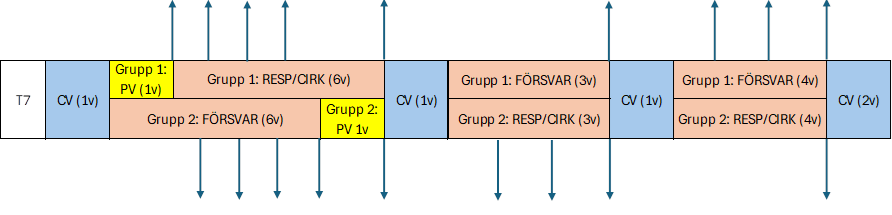 T7
CV (1v)
Grupp 1:
PV (1v)
Grupp 1: RESP/CIRK (6v)
Grupp 2: FÖRSVAR (6v)
Grupp 2:
PV 1v
CV (1v)
Grupp 1: FÖRSVAR (3v)
Grupp 2: RESP/CIRK (3v)
CV (1v)
Grupp 1: FÖRSVAR (4v)
Grupp 2: RESP/CIRK (4v)
CV (2v)